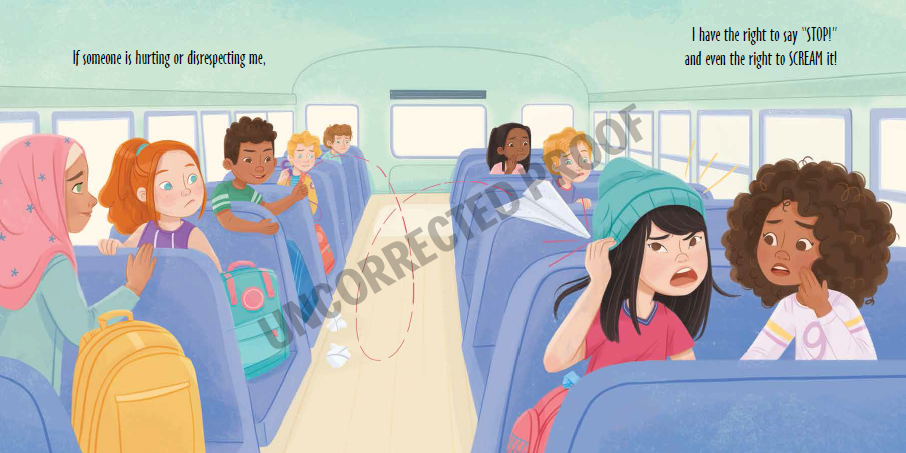 If someone is hurting or disrespecting me,
I have the right to say "STOP!"
and even the right to SCREAM it!
UNCORRECTED PROOF
9